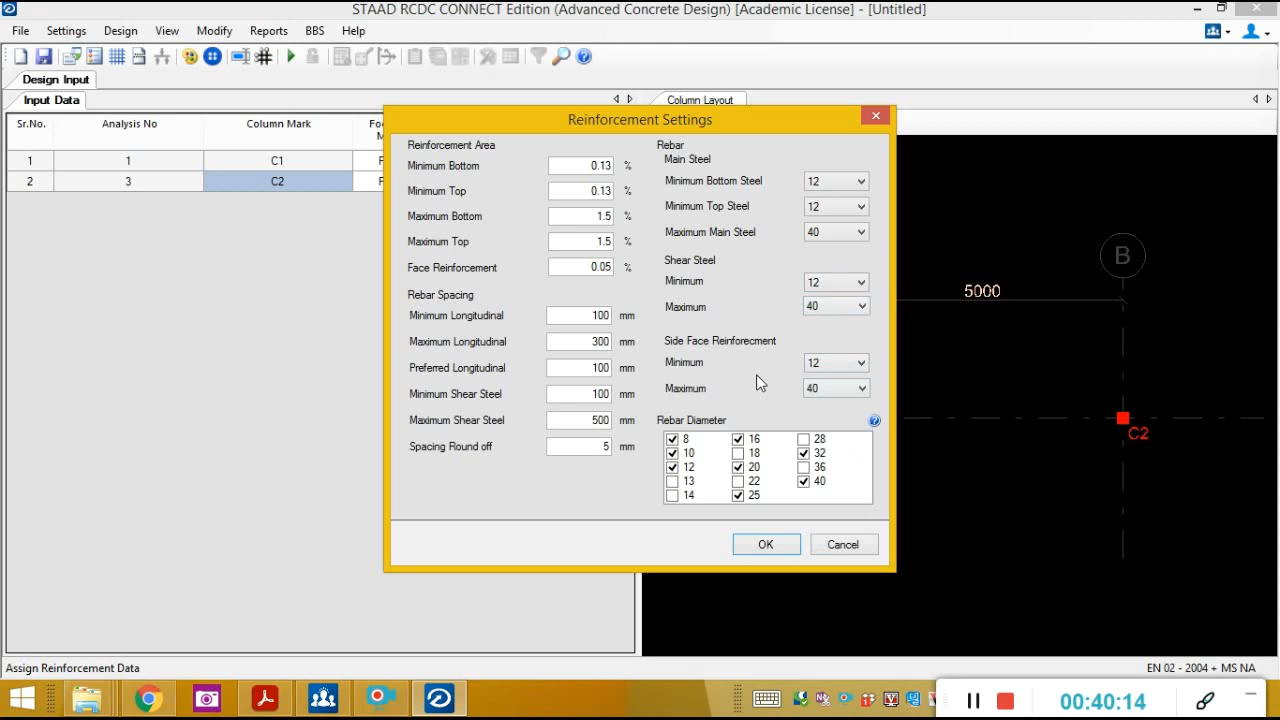 STAAD RCDC CONNECT Edition (Advanced Concrete Design) [Academic License] - [Untitled]
File Settings Design View Modify Reports BBS Help
Design Input
Input Data
Column Layout
Sr.No. Analysis No Column Mark
1 1 C1
2 3 C2
Reinforcement Settings
Reinforcement Area
Minimum Bottom 0.13 %
Minimum Top 0.13 %
Maximum Bottom 1.5 %
Maximum Top 1.5 %
Face Reinforcement 0.05 %
Rebar Spacing
Minimum Longitudinal 100 mm
Maximum Longitudinal 300 mm
Preferred Longitudinal 100 mm
Minimum Shear Steel 100 mm
Maximum Shear Steel 500 mm
Spacing Round off 5 mm
Rebar
Main Steel
Minimum Bottom Steel 12
Minimum Top Steel 12
Maximum Main Steel 40
Shear Steel
Minimum 12
Maximum 40
Side Face Reinforecment
Minimum 12
Maximum 40
Rebar Diameter
8 16 28
10 18 32
12 20 36
13 22 40
14 25
OK Cancel
B
5000
C2
Assign Reinforcement Data
EN 02 - 2004 + MS NA
00:40:14